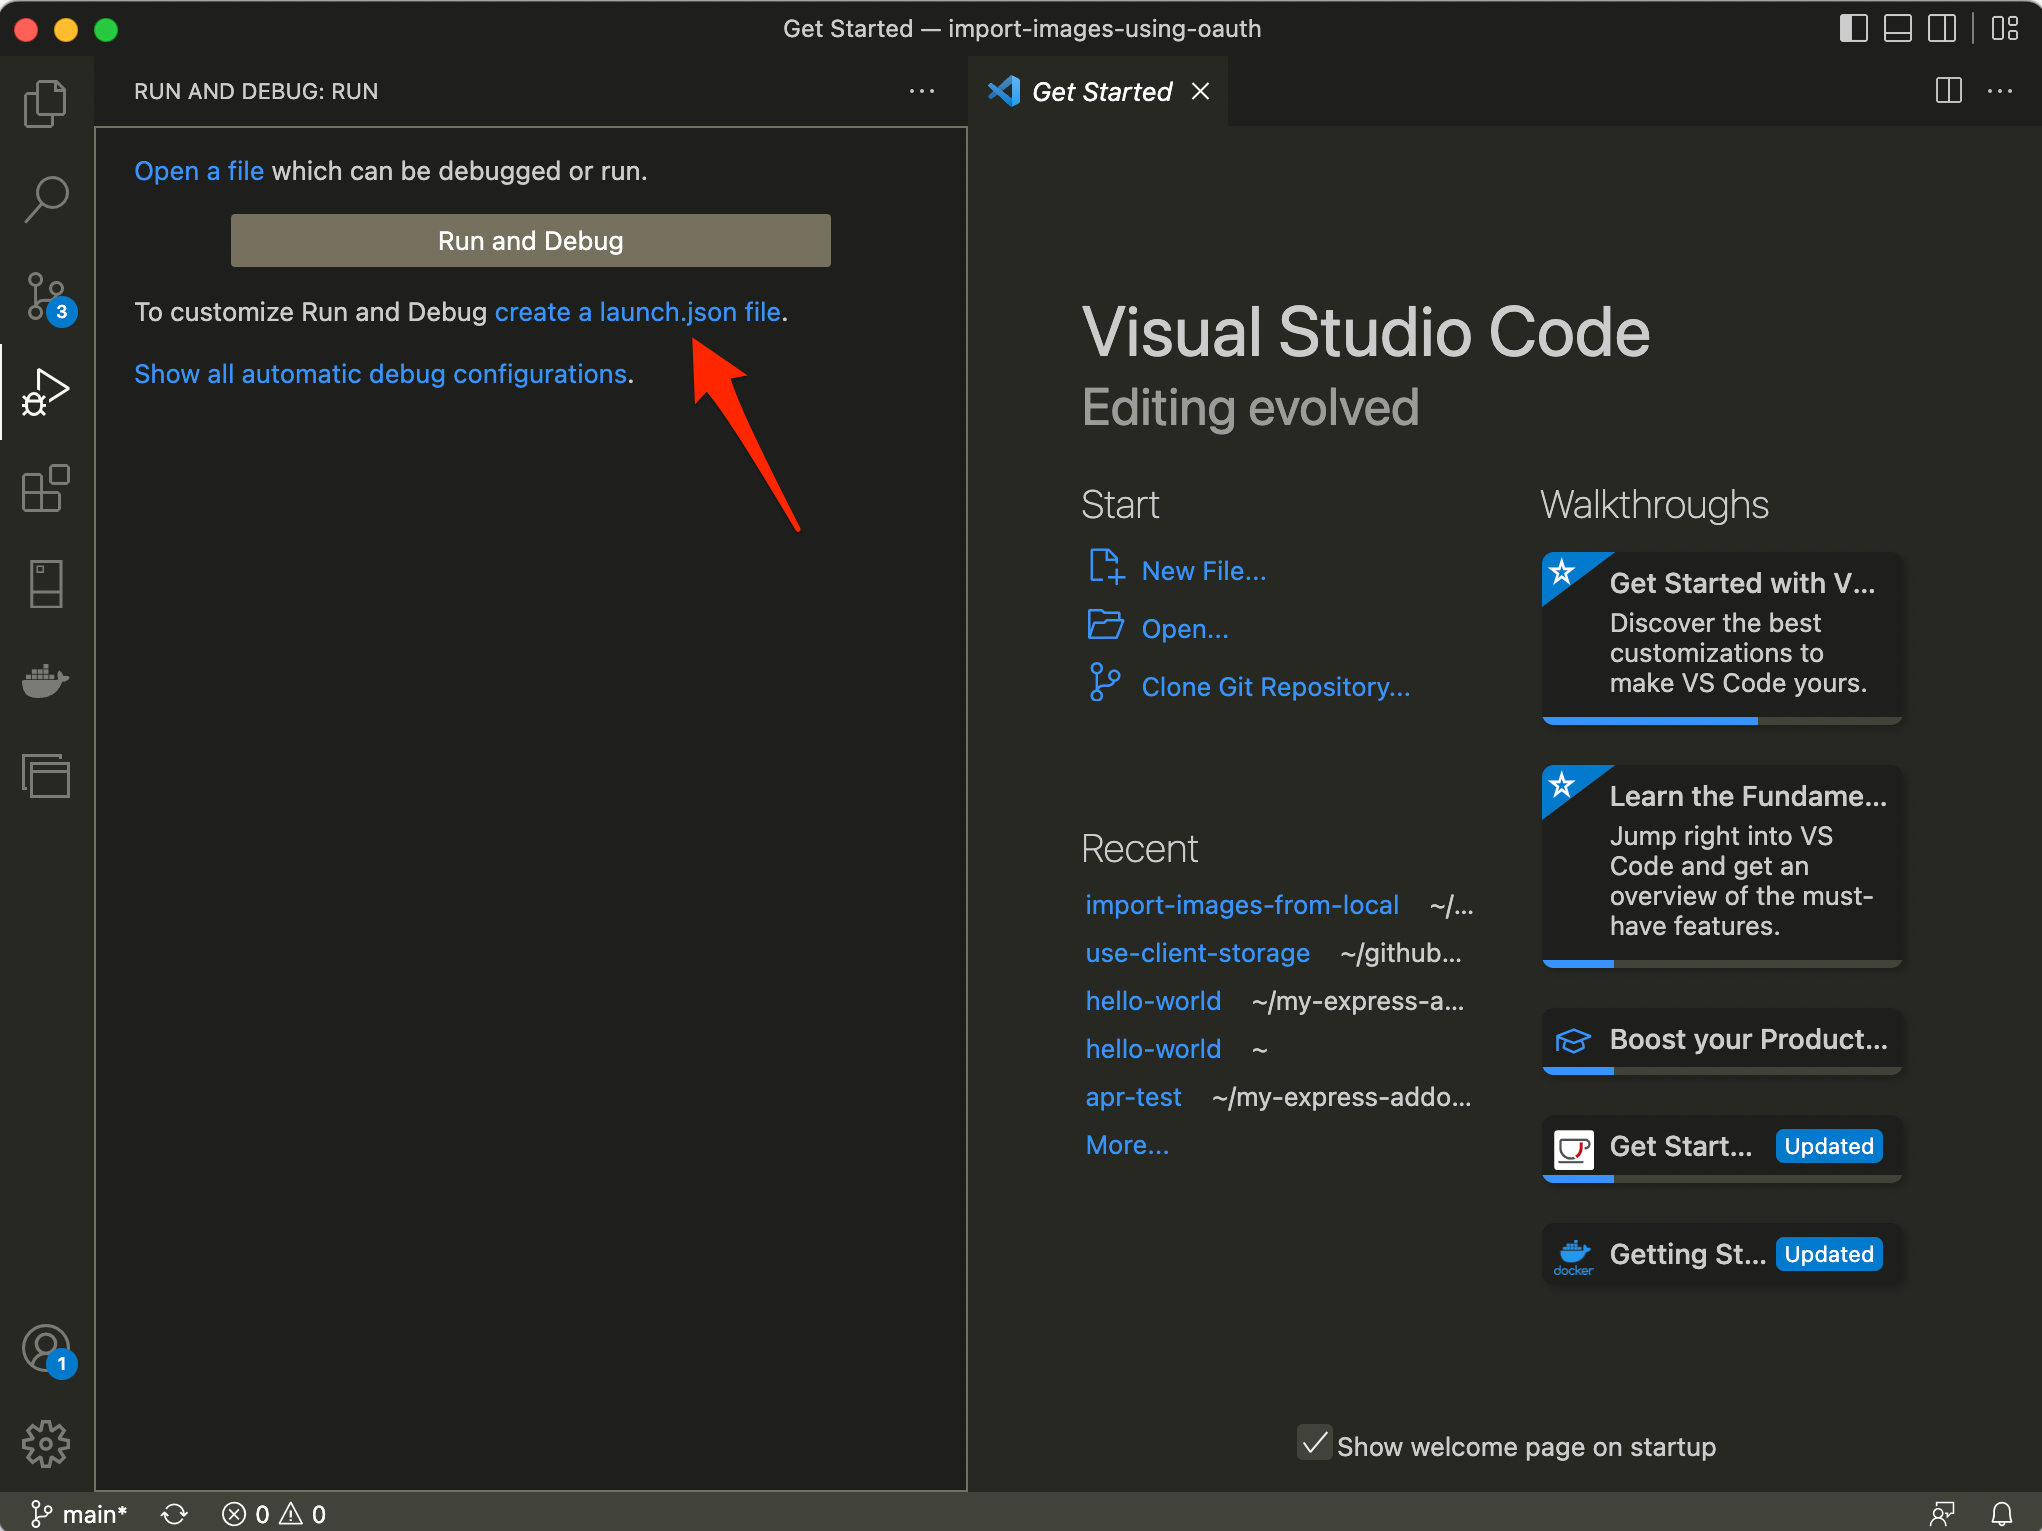 Get Started — import-images-using-oauth
RUN AND DEBUG: RUN
Get Started
Open a file which can be debugged or run.
Run and Debug
To customize Run and Debug create a launch.json file.
Show all automatic debug configurations.
3
1
Visual Studio Code
Editing evolved
Start
New File...
Open...
Clone Git Repository...
Recent
import-images-from-local ~/...
use-client-storage ~/github...
hello-world ~/my-express-a...
hello-world ~
apr-test ~/my-express-addo...
More...
Walkthroughs
Get Started with V...
Discover the best
customizations to
make VS Code yours.
Learn the Fundame...
Jump right into VS
Code and get an
overview of the must-
have features.
Boost your Product...
Get Start... Updated
docker
Getting St... Updated
Show welcome page on startup
main* 0 0